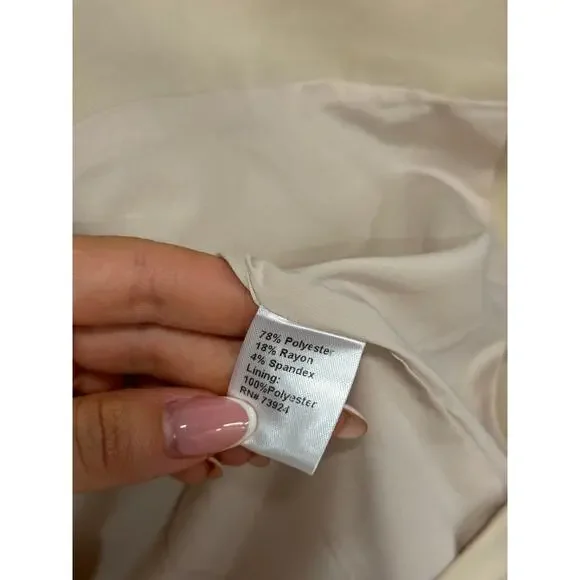 78% Polyester
18% Rayon
4% Spandex
Lining:
100%Polyester
RN# 73924